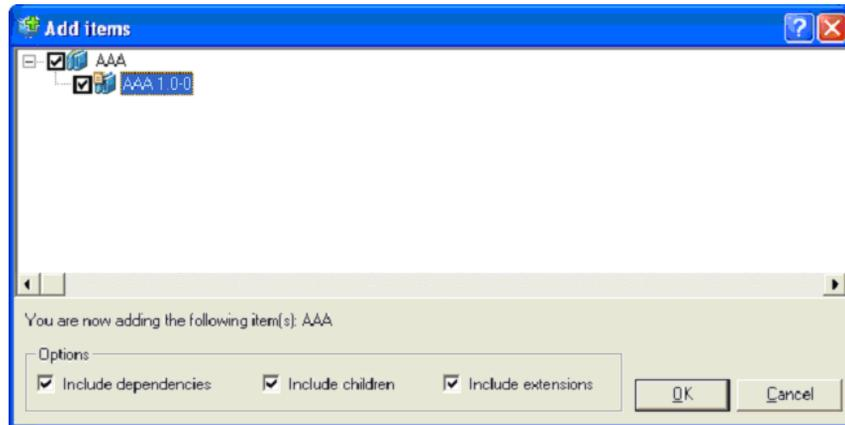 Add items
AAA
AAA 1.0-0
You are now adding the following item(s): AAA
Options
Include dependencies Include children Include extensions
OK Cancel